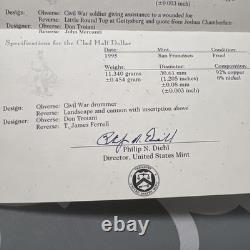 (±0.003 inch)
Obverse: Civil War soldier giving assistance to a wounded foe
Reverse: Little Round Top at Gettysburg and quote from Joshua Chamberlain
Obverse: Don Troiani
Reverse: John Mercanti
Specifications for the Clad Half Dollar
Date: Mint: Finish:
1995 San Francisco Proof
Weight: Diameter: Composition:
11.340 grams 30.61 mm 92% copper
±0.454 gram (1.205 inches) 8% nickel
±0.08 mm
(±0.003 inch)
Design: Obverse: Civil War drummer
Reverse: Landscape and cannon with inscription above
Designer: Obverse: Don Troiani
Reverse: T. James Ferrell
Philip N. Diehl
Philip N. Diehl
Director, United States Mint